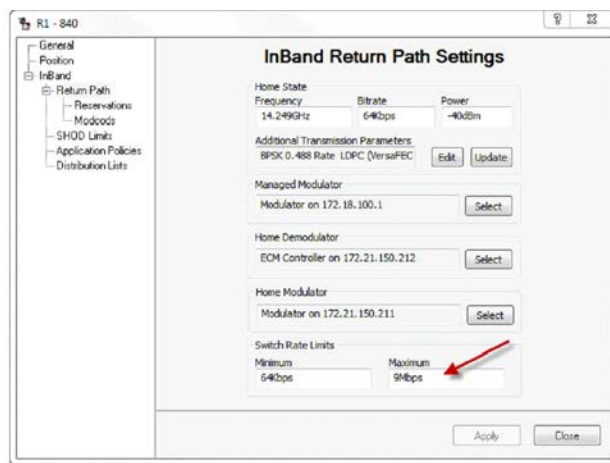 R1 - 840
General
Position
InBand
Return Path
Reservations
Modcods
SHOD Limits
Application Policies
Distribution Lists
InBand Return Path Settings
Home State
Frequency Bitrate Power
14.249GHz 64Kbps -40dBm
Additional Transmission Parameters
BPSK 0.488 Rate LDPC (VersaFEC Edit Update
Managed Modulator
Modulator on 172.18.100.1 Select
Home Demodulator
ECM Controller on 172.21.150.212 Select
Home Modulator
Modulator on 172.21.150.211 Select
Switch Rate Limits
Minimum Maximum
64Kbps 9Mbps
Apply Close